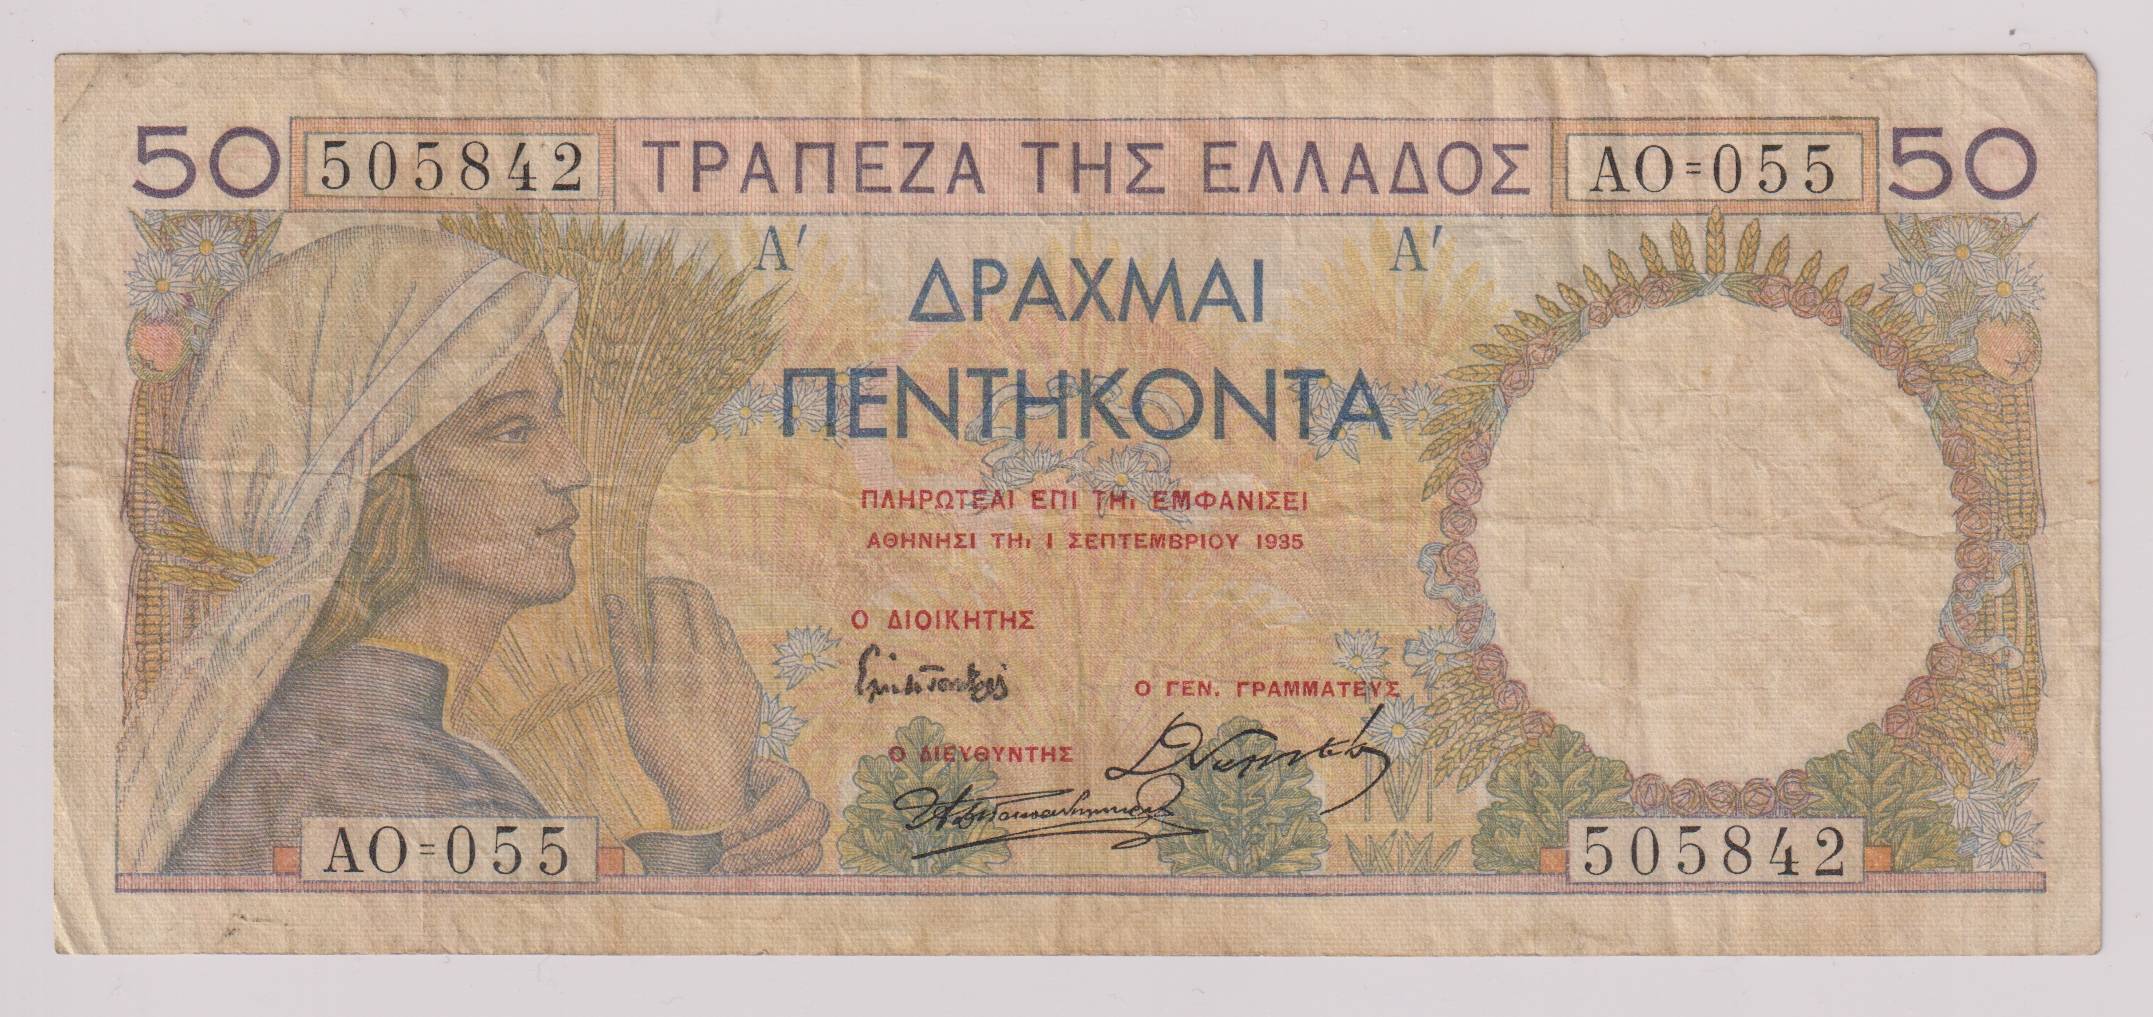 50 505842 ΤΡΑΠΕΖΑ ΤΗΣ ΕΛΛΑΔΟΣ ΑΟ=055 50
Α′ Α′
ΔΡΑΧΜΑΙ
ΠΕΝΤΗΚΟΝΤΑ
ΠΛΗΡΩΤΕΑΙ ΕΠΙ ΤΗι ΕΜΦΑΝΙΣΕΙ
ΑΘΗΝΗΣΙ ΤΗι 1 ΣΕΠΤΕΜΒΡΙΟΥ 1935
Ο ΔΙΟΙΚΗΤΗΣ
Ο ΓΕΝ. ΓΡΑΜΜΑΤΕΥΣ
Ο ΔΙΕΥΘΥΝΤΗΣ
ΑΟ=055 505842